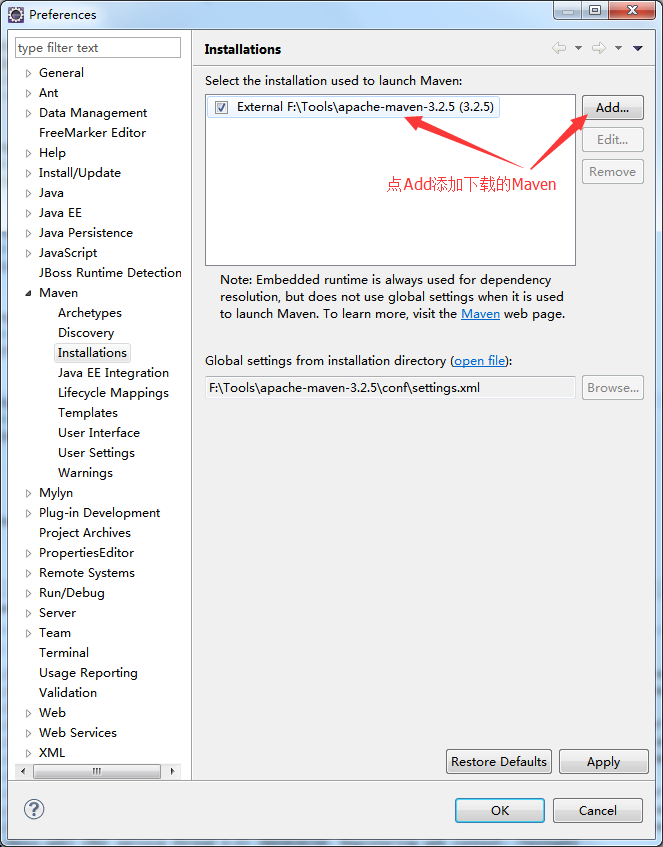 Preferences
type filter text
General
Ant
Data Management
FreeMarker Editor
Help
Install/Update
Java
Java EE
Java Persistence
JavaScript
JBoss Runtime Detection
Maven
Archetypes
Discovery
Installations
Java EE Integration
Lifecycle Mappings
Templates
User Interface
User Settings
Warnings
Mylyn
Plug-in Development
Project Archives
PropertiesEditor
Remote Systems
Run/Debug
Server
Team
Terminal
Usage Reporting
Validation
Web
Web Services
XML
Installations
Select the installation used to launch Maven:
External F:\Tools\apache-maven-3.2.5 (3.2.5)
Add...
Edit...
Remove
点Add添加下载的Maven
Note: Embedded runtime is always used for dependency
resolution, but does not use global settings when it is used
to launch Maven. To learn more, visit the Maven web page.
Global settings from installation directory (open file):
F:\Tools\apache-maven-3.2.5\conf\settings.xml
Browse...
Restore Defaults
Apply
OK
Cancel